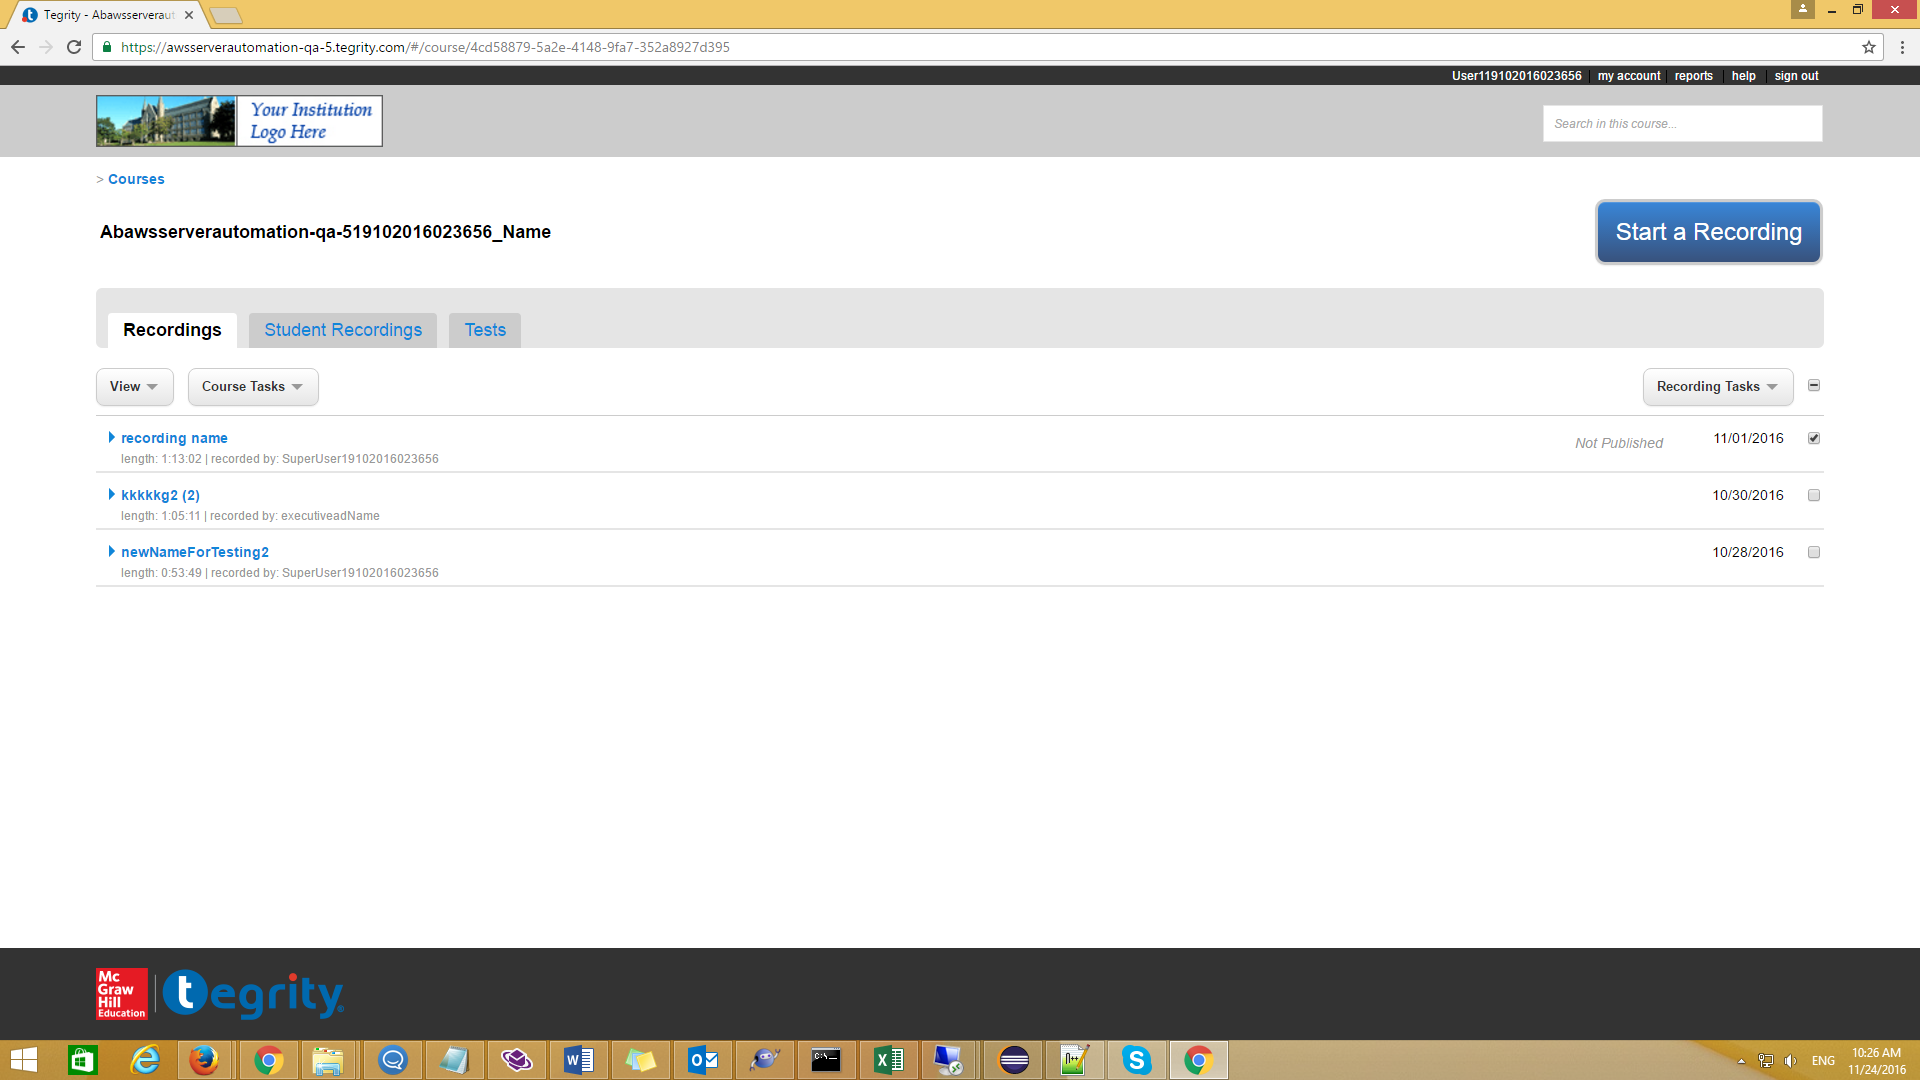 Tegrity - Abawsserveraut
https://awsserverautomation-qa-5.tegrity.com/#/course/4cd58879-5a2e-4148-9fa7-352a8927d395
User119102016023656 my account reports help sign out
Your Institution
Logo Here
Search in this course...
> Courses
Abawsserverautomation-qa-519102016023656_Name
Start a Recording
Recordings Student Recordings Tests
View Course Tasks Recording Tasks
recording name Not Published 11/01/2016
length: 1:13:02 | recorded by: SuperUser19102016023656
kkkkkg2 (2) 10/30/2016
length: 1:05:11 | recorded by: executiveadName
newNameForTesting2 10/28/2016
length: 0:53:49 | recorded by: SuperUser19102016023656
Mc
Graw
Hill
Education
tegrity
ENG
10:26 AM
11/24/2016